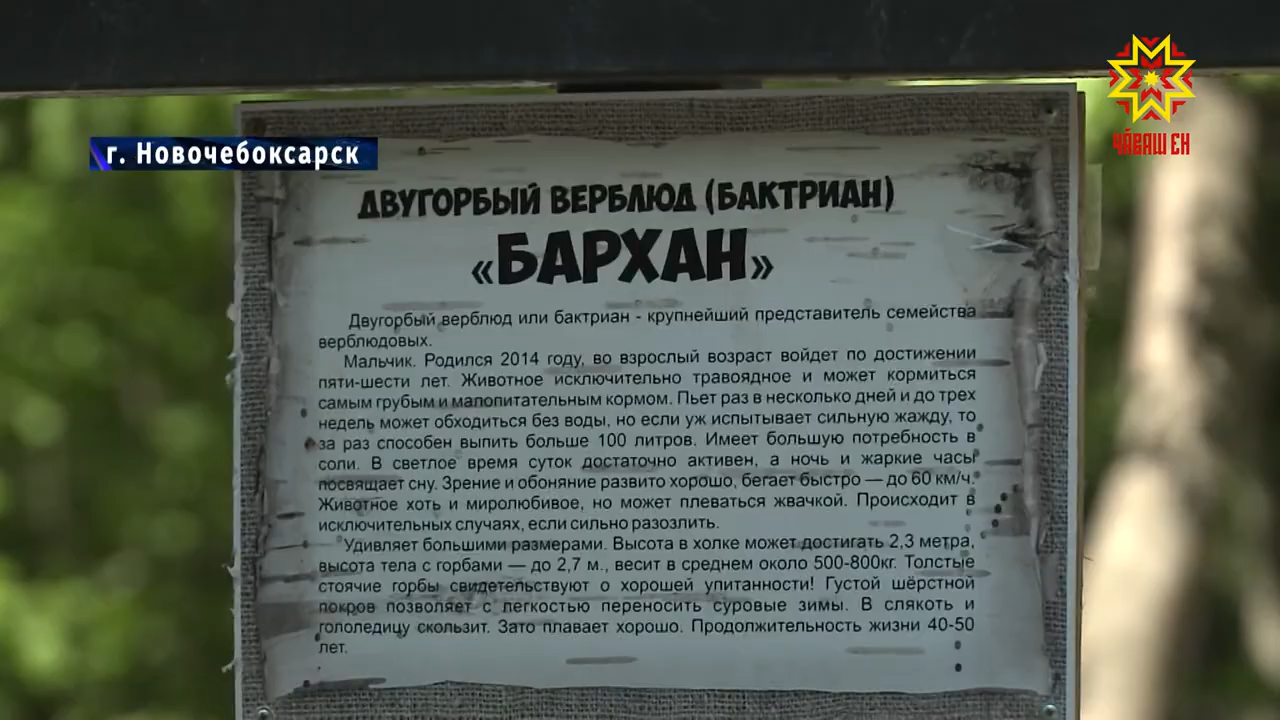 г. Новочебоксарск
ЧӐВАШ ЕН
ДВУГОРБЫЙ ВЕРБЛЮД (БАКТРИАН)
«БАРХАН»
Двугорбый верблюд или бактриан - крупнейший представитель семейства
верблюдовых.
Мальчик. Родился 2014 году, во взрослый возраст войдет по достижении
пяти-шести лет. Животное исключительно травоядное и может кормиться
самым грубым и малопитательным кормом. Пьет раз в несколько дней и до трех
недель может обходиться без воды, но если уж испытывает сильную жажду, то
за раз способен выпить больше 100 литров. Имеет большую потребность в
соли. В светлое время суток достаточно активен, а ночь и жаркие часы
посвящает сну. Зрение и обоняние развито хорошо, бегает быстро — до 60 км/ч.
Животное хоть и миролюбивое, но может плеваться жвачкой. Происходит в
исключительных случаях, если сильно разозлить.
Удивляет большими размерами. Высота в холке может достигать 2,3 метра,
высота тела с горбами — до 2,7 м., весит в среднем около 500-800кг. Толстые
стоячие горбы свидетельствуют о хорошей упитанности! Густой шёрстной
покров позволяет с легкостью переносить суровые зимы. В слякоть и
гололедицу скользит. Зато плавает хорошо. Продолжительность жизни 40-50
лет.